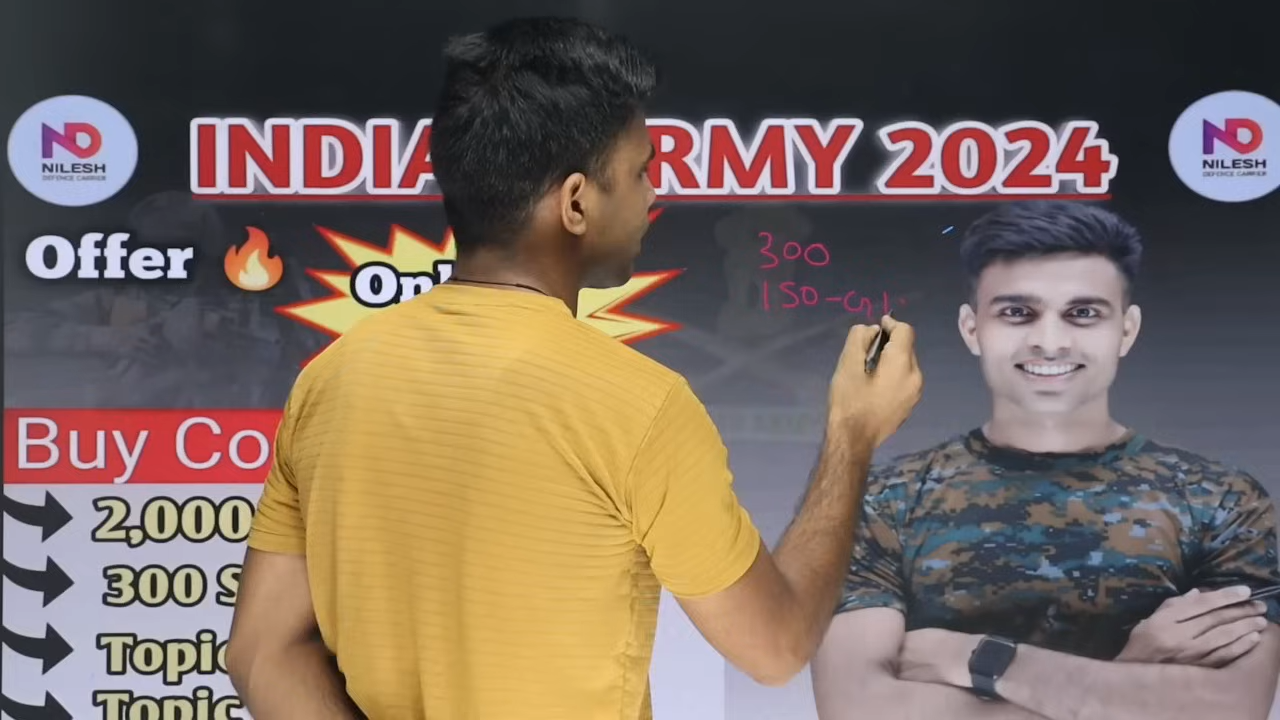 ND
NILESH
DEFENCE CARRIER
INDIA RMY 2024
ND
NILESH
DEFENCE CARRIER
Offer
On
300
150-
Buy Co
2,000
300 S
Topic
Topic